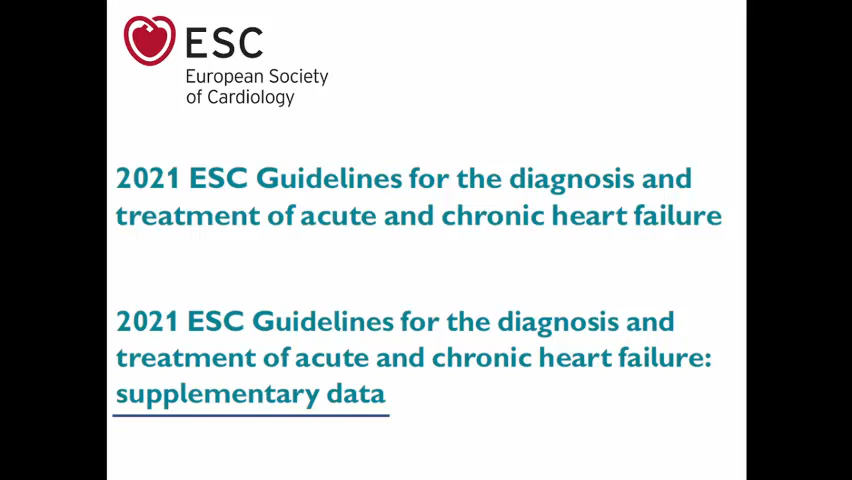 ESC
European Society
of Cardiology
2021 ESC Guidelines for the diagnosis and
treatment of acute and chronic heart failure
2021 ESC Guidelines for the diagnosis and
treatment of acute and chronic heart failure:
supplementary data